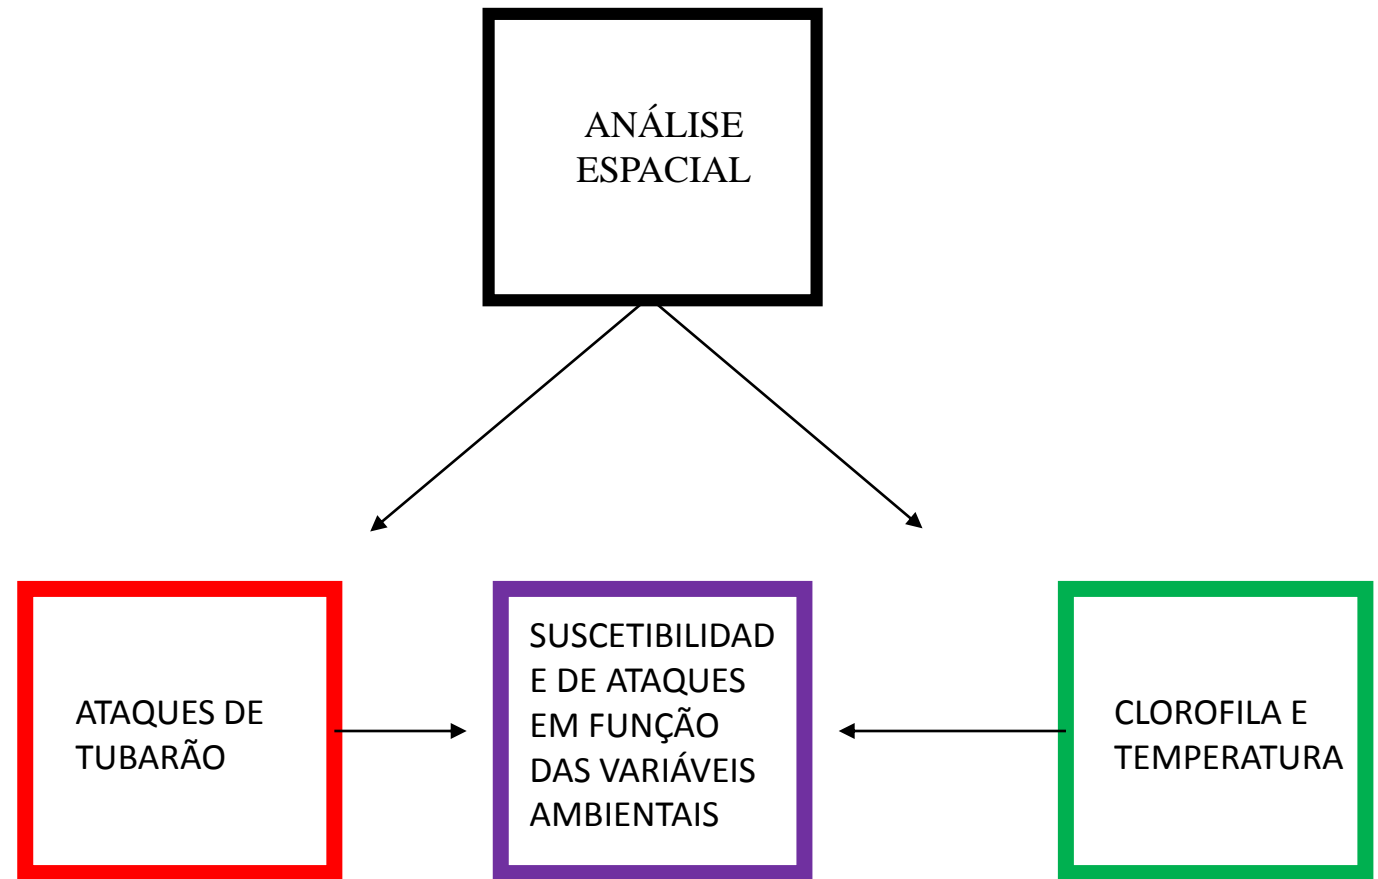 ANÁLISE
ESPACIAL
ATAQUES DE
TUBARÃO
SUSCETIBILIDAD
E DE ATAQUES
EM FUNÇÃO
DAS VARIÁVEIS
AMBIENTAIS
CLOROFILA E
TEMPERATURA